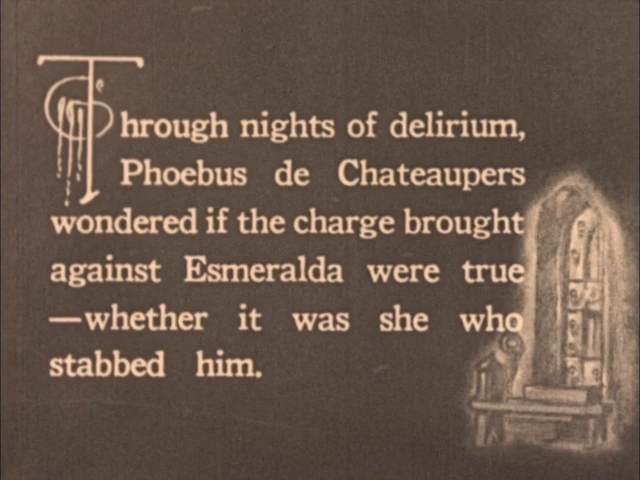 Through nights of delirium,
Phoebus de Chateaupers
wondered if the charge brought
against Esmeralda were true
—whether it was she who
stabbed him.